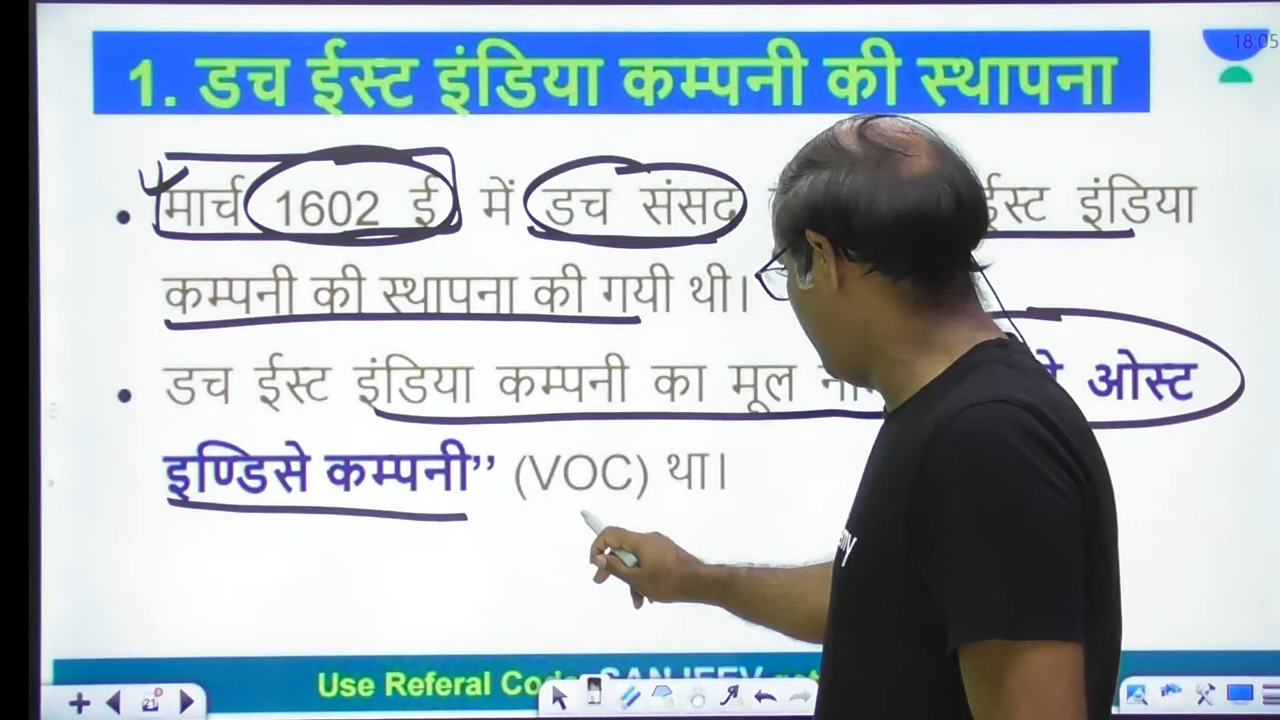 18:05
1. डच ईस्ट इंडिया कम्पनी की स्थापना
• मार्च 1602 ई में डच संसद ईस्ट इंडिया
कम्पनी की स्थापना की गयी थी।
• डच ईस्ट इंडिया कम्पनी का मूल ओस्ट
इण्डिसे कम्पनी” (VOC) था।
Use Referal SANJEEV
21